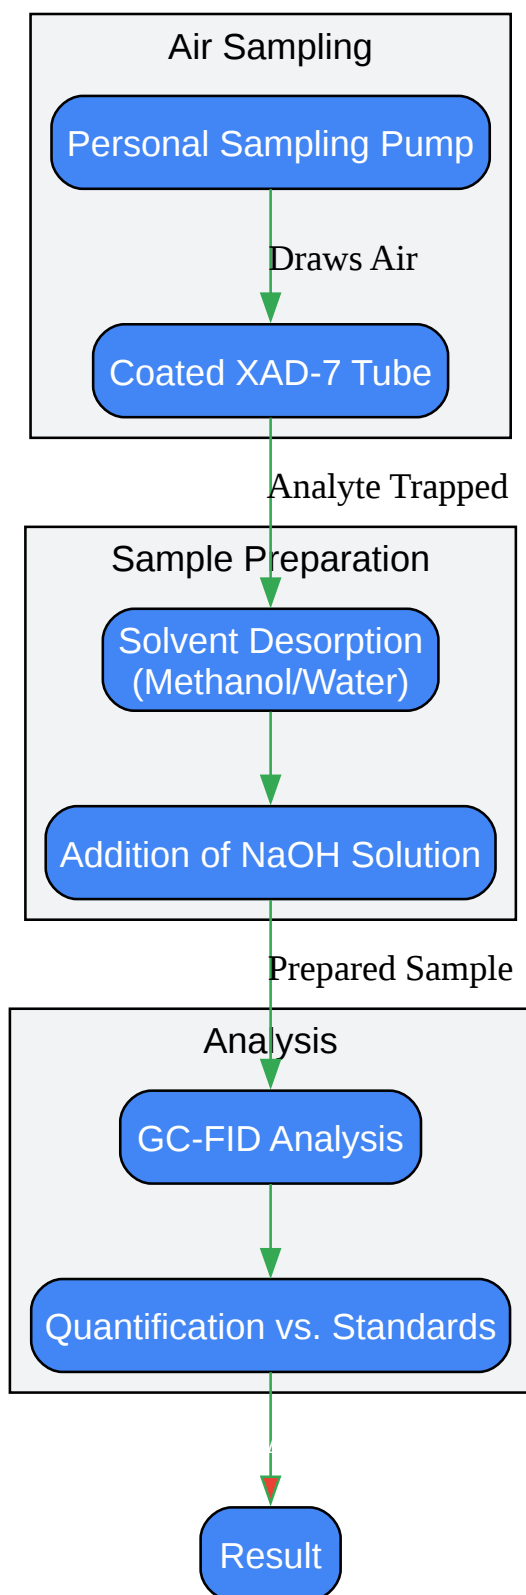 Air Sampling
Personal Sampling Pump
Draws Air
Coated XAD-7 Tube
Analyte Trapped
Sample Preparation
Solvent Desorption
(Methanol/Water)
Addition of NaOH Solution
Prepared Sample
Analysis
GC-FID Analysis
Quantification vs. Standards
Result